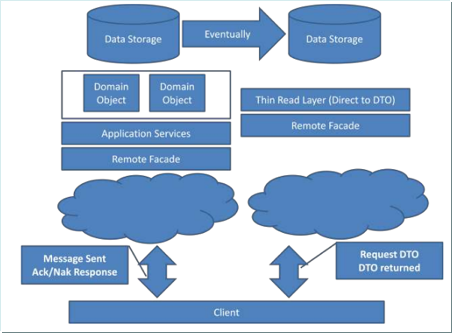 Data Storage
Eventually
Data Storage
Domain
Object
Domain
Object
Thin Read Layer (Direct to DTO)
Application Services
Remote Facade
Remote Facade
Message Sent
Ack/Nak Response
Request DTO
DTO returned
Client